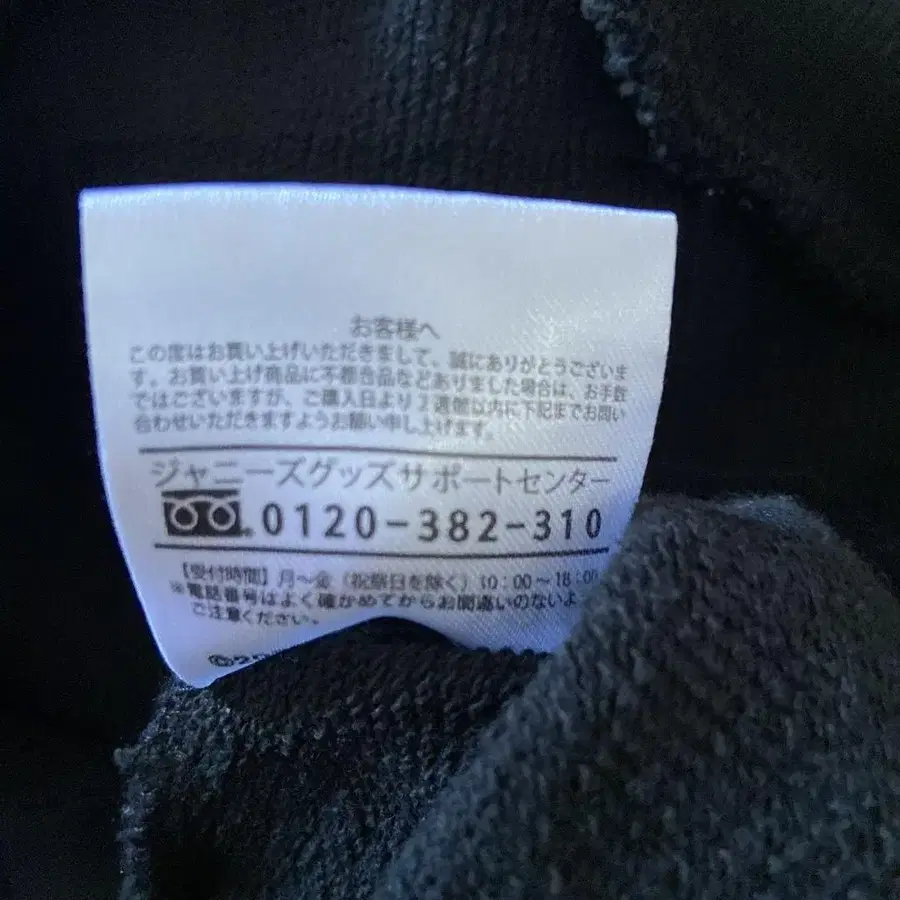 お客様へ
この度はお買い上げいただきまして、誠にありがとうございま
す。お買い上げ商品に不都合品などありました場合は、お手数
ではございますが、ご購入日より2週間以内に下記までお問い
合わせいただきますようお願い申し上げます。
ジャニーズグッズサポートセンター
0120-382-310
【受付時間】月〜金（祝祭日を除く）10:00〜18:00
※電話番号はよく確かめてからお間違いのないよ
ご注意ください。